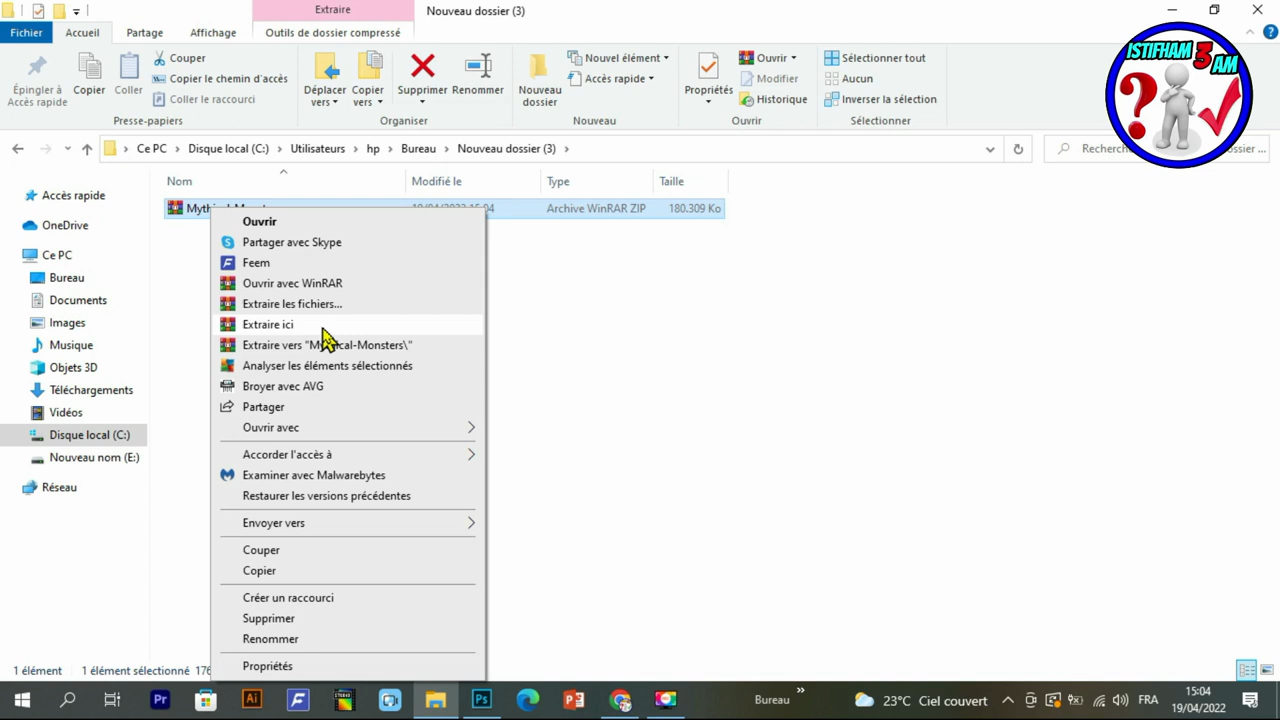 Extraire
Nouveau dossier (3)
Fichier
Accueil
Partage
Affichage
Outils de dossier compressé
ISTIFHAM 3 AM
Épingler à
Accès rapide
Copier
Coller
Couper
Copier le chemin d'accès
Coller le raccourci
Presse-papiers
Déplacer
vers
Copier
vers
Supprimer
Renommer
Organiser
Nouveau
dossier
Nouvel élément
Accès rapide
Nouveau
Propriétés
Ouvrir
Modifier
Historique
Ouvrir
Sélectionner tout
Aucun
Inverser la sélection
Sélectionner
Ce PC
Disque local (C:)
Utilisateurs
hp
Bureau
Nouveau dossier (3)
Nom
Modifié le
Type
Taille
Archive WinRAR ZIP
180.309 Ko
Accès rapide
OneDrive
Ce PC
Bureau
Documents
Images
Musique
Objets 3D
Téléchargements
Vidéos
Disque local (C:)
Nouveau nom (E:)
Réseau
Ouvrir
Partager avec Skype
Feem
Ouvrir avec WinRAR
Extraire les fichiers...
Extraire ici
Extraire vers "Mythical-Monsters\"
Analyser les éléments sélectionnés
Broyer avec AVG
Partager
Ouvrir avec
Accorder l'accès à
Examiner avec Malwarebytes
Restaurer les versions précédentes
Envoyer vers
Couper
Copier
Créer un raccourci
Supprimer
Renommer
Propriétés
1 élément
1 élément sélectionné
Bureau
23°C Ciel couvert
FRA
15:04
19/04/2022